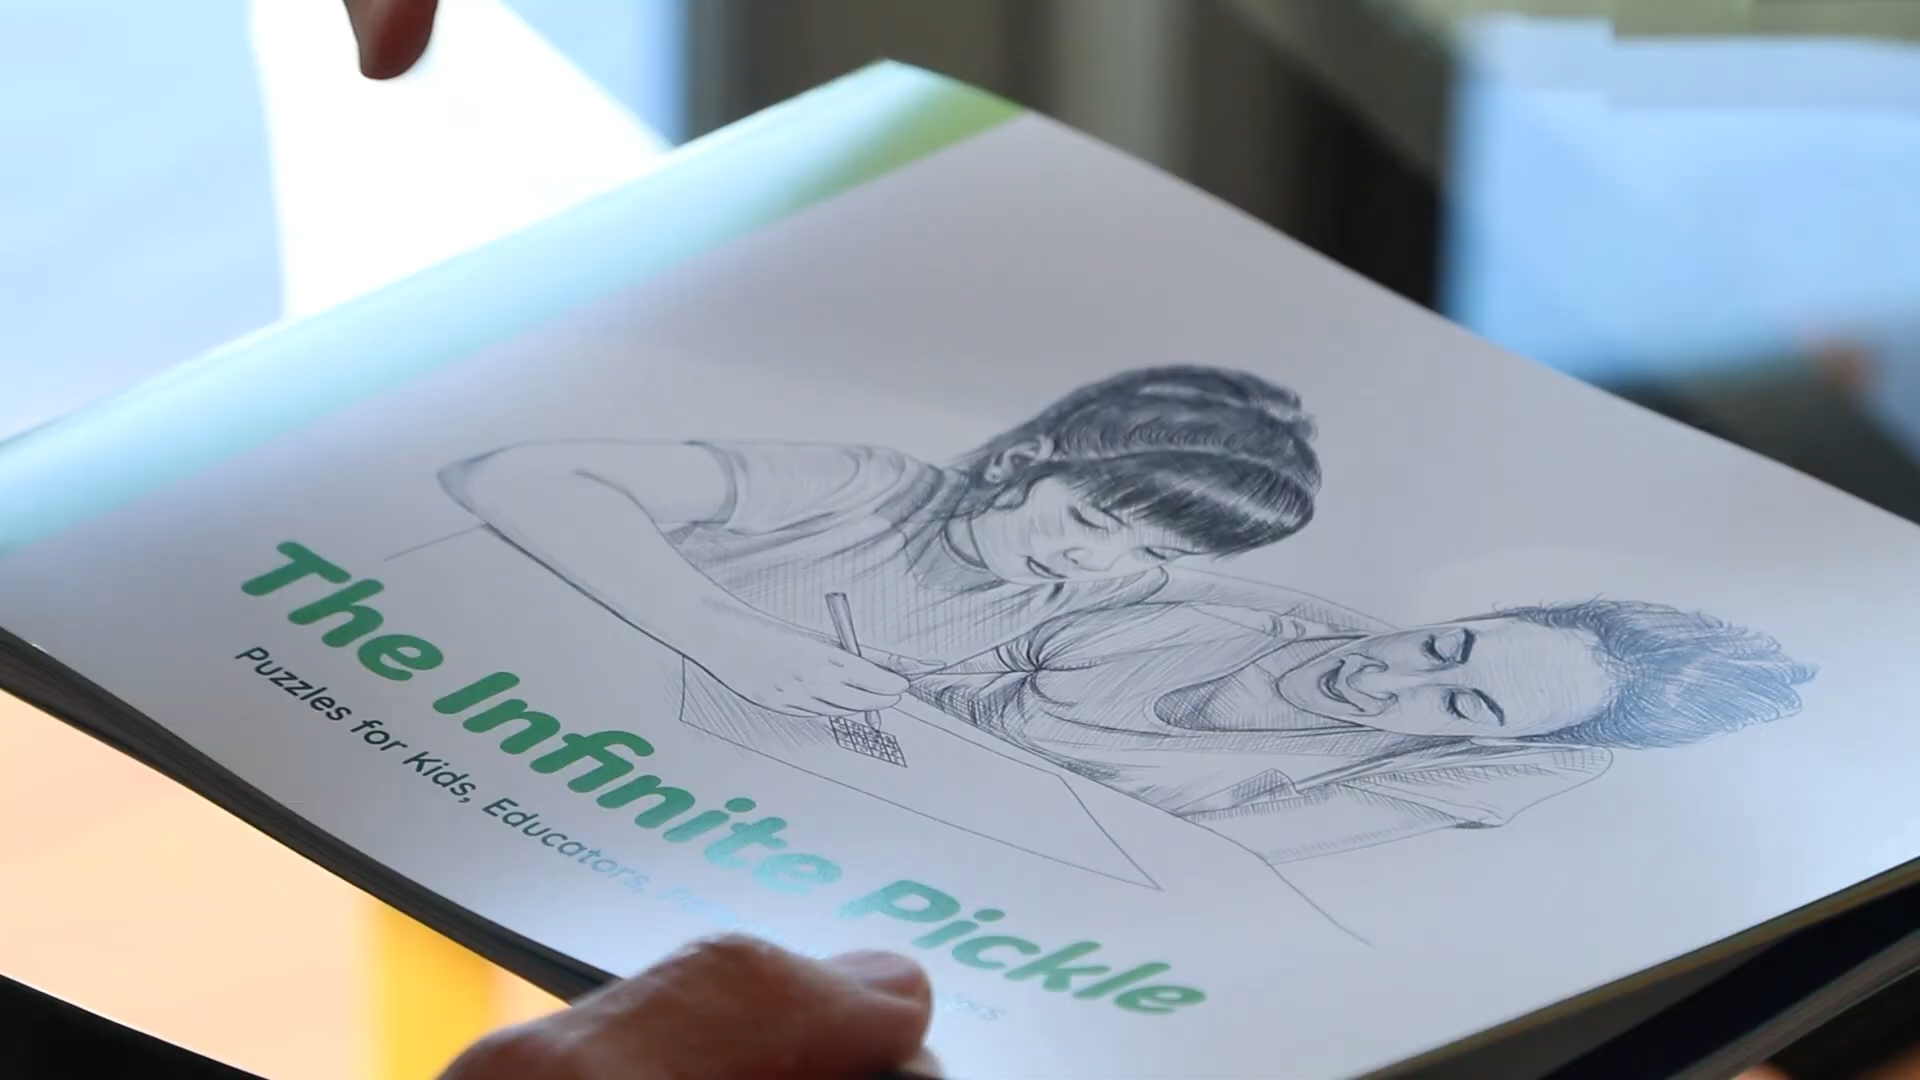 The Infinite Pickle
Puzzles for Kids, Educators,